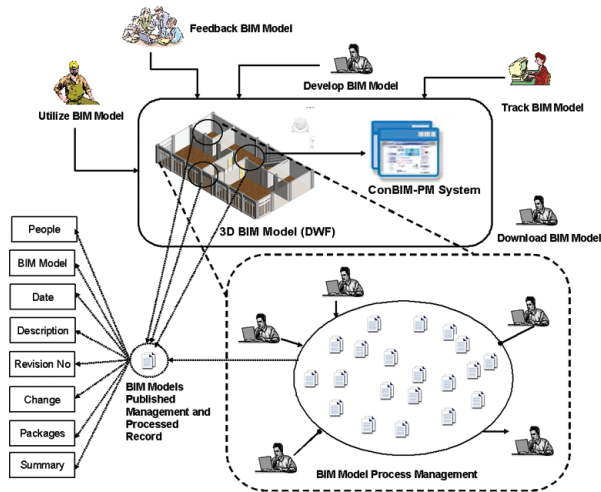 Feedback BIM Model
Develop BIM Model
Utilize BIM Model
Track BIM Model
ConBIM-PM System
3D BIM Model (DWF)
Download BIM Model
People
BIM Model
Date
Description
Revision No
Change
Packages
Summary
BIM Models
Published
Management and
Processed
Record
BIM Model Process Management